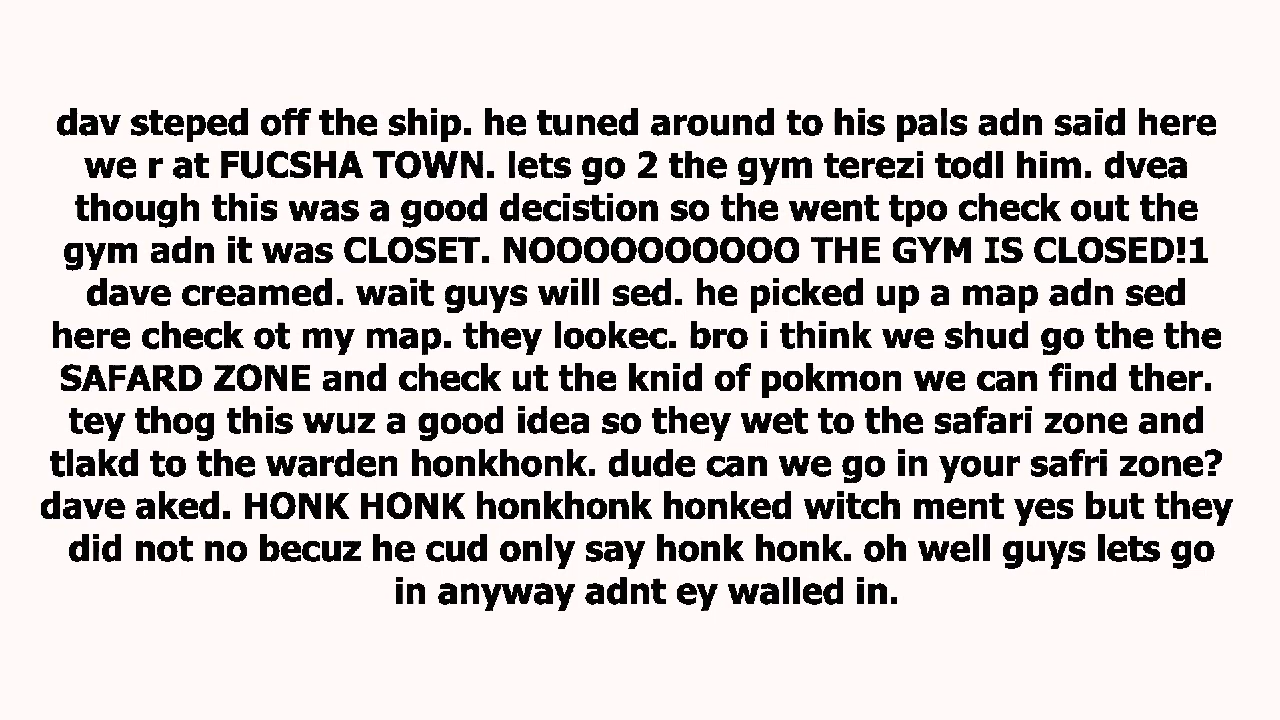 dav steped off the ship. he tuned around to his pals adn said here
we r at FUCSHA TOWN. lets go 2 the gym terezi todl him. dvea
though this was a good decistion so the went tpo check out the
gym adn it was CLOSET. NOOOOOOOOOO THE GYM IS CLOSED!1
dave creamed. wait guys will sed. he picked up a map adn sed
here check ot my map. they lookec. bro i think we shud go the the
SAFARD ZONE and check ut the knid of pokmon we can find ther.
tey thog this wuz a good idea so they wet to the safari zone and
tlakd to the warden honkhonk. dude can we go in your safri zone?
dave aked. HONK HONK honkhonk honked witch ment yes but they
did not no becuz he cud only say honk honk. oh well guys lets go
in anyway adnt ey walled in.